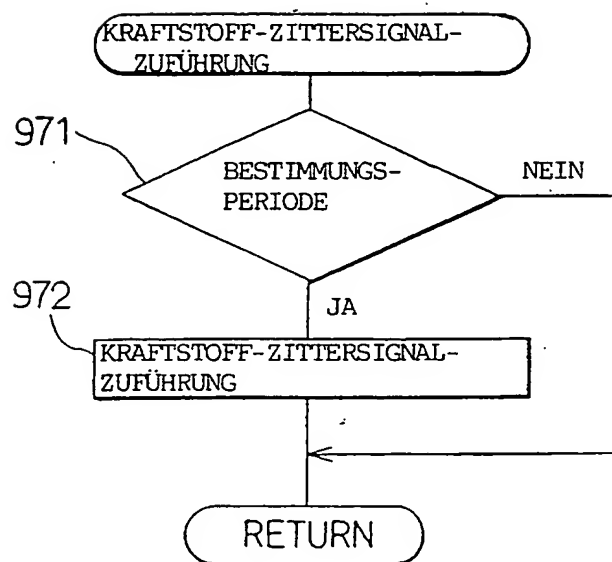 KRAFTSTOFF-ZITTERSIGNAL-
ZUFÜHRUNG
971
BESTIMMUNGS-
PERIODE
NEIN
JA
972
KRAFTSTOFF-ZITTERSIGNAL-
ZUFÜHRUNG
RETURN